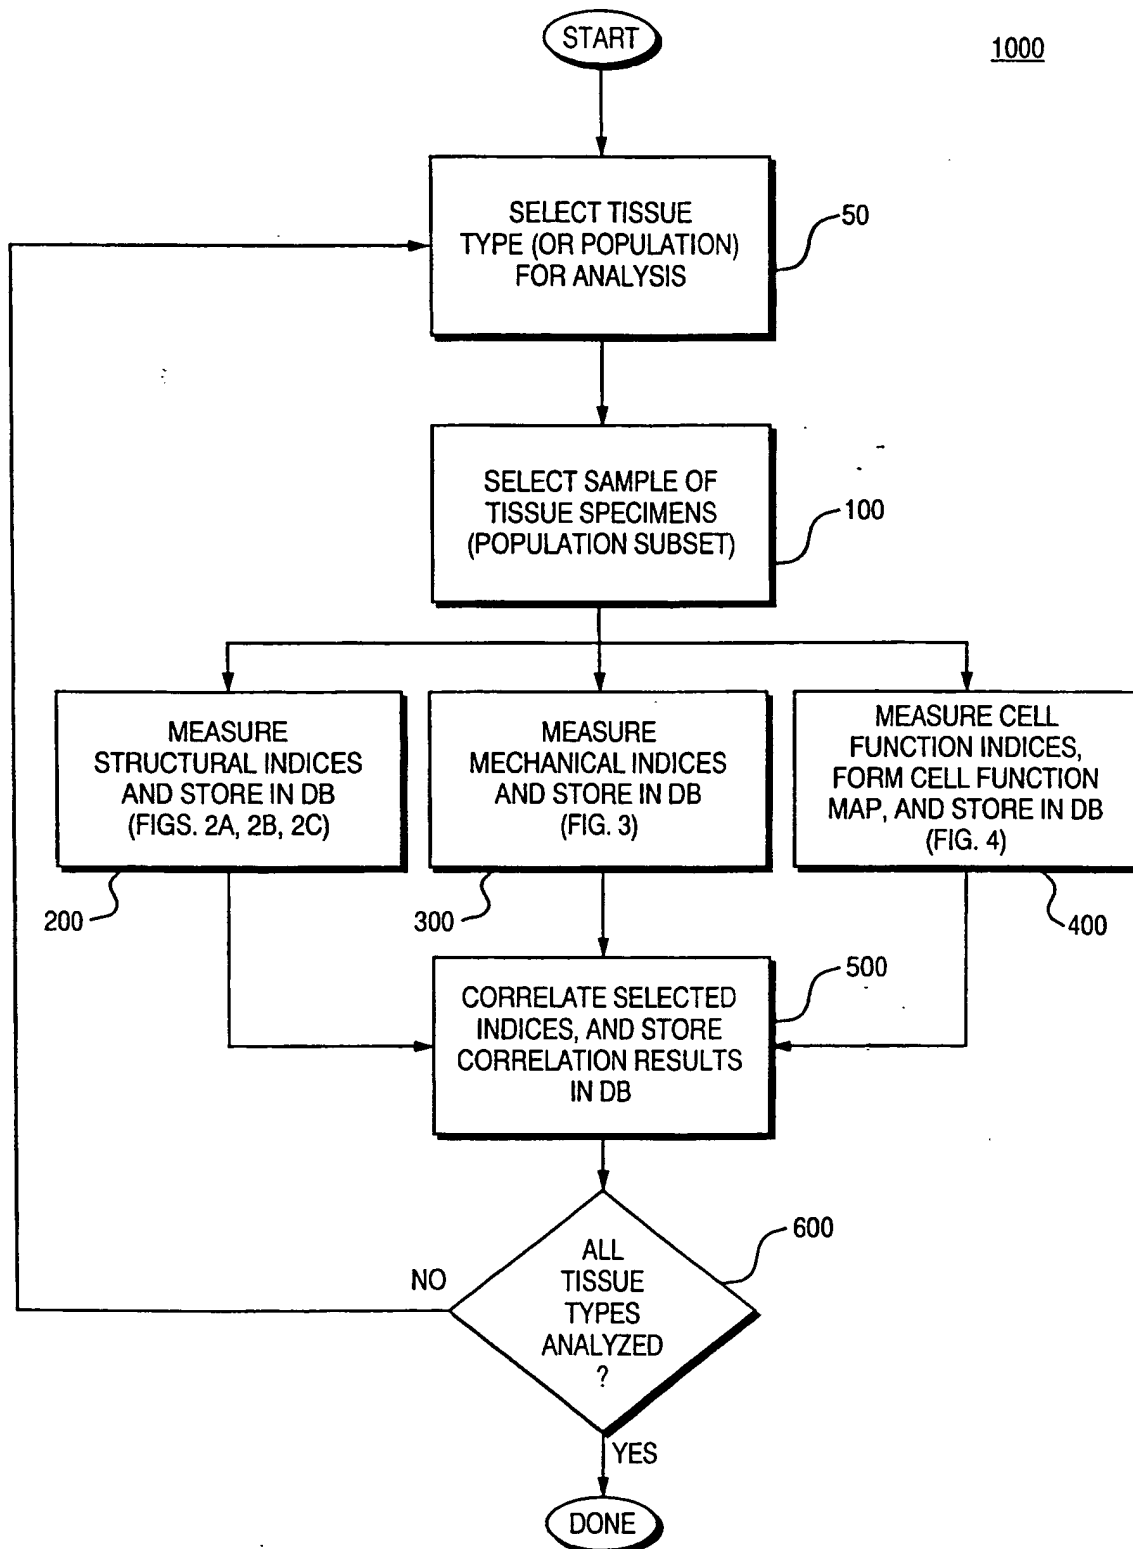 START
1000
SELECT TISSUE
TYPE (OR POPULATION)
FOR ANALYSIS
50
SELECT SAMPLE OF
TISSUE SPECIMENS
(POPULATION SUBSET)
100
MEASURE
STRUCTURAL INDICES
AND STORE IN DB
(FIGS. 2A, 2B, 2C)
200
MEASURE
MECHANICAL INDICES
AND STORE IN DB
(FIG. 3)
300
MEASURE CELL
FUNCTION INDICES,
FORM CELL FUNCTION
MAP, AND STORE IN DB
(FIG. 4)
400
CORRELATE SELECTED
INDICES, AND STORE
CORRELATION RESULTS
IN DB
500
ALL
TISSUE
TYPES
ANALYZED
?
600
NO
YES
DONE